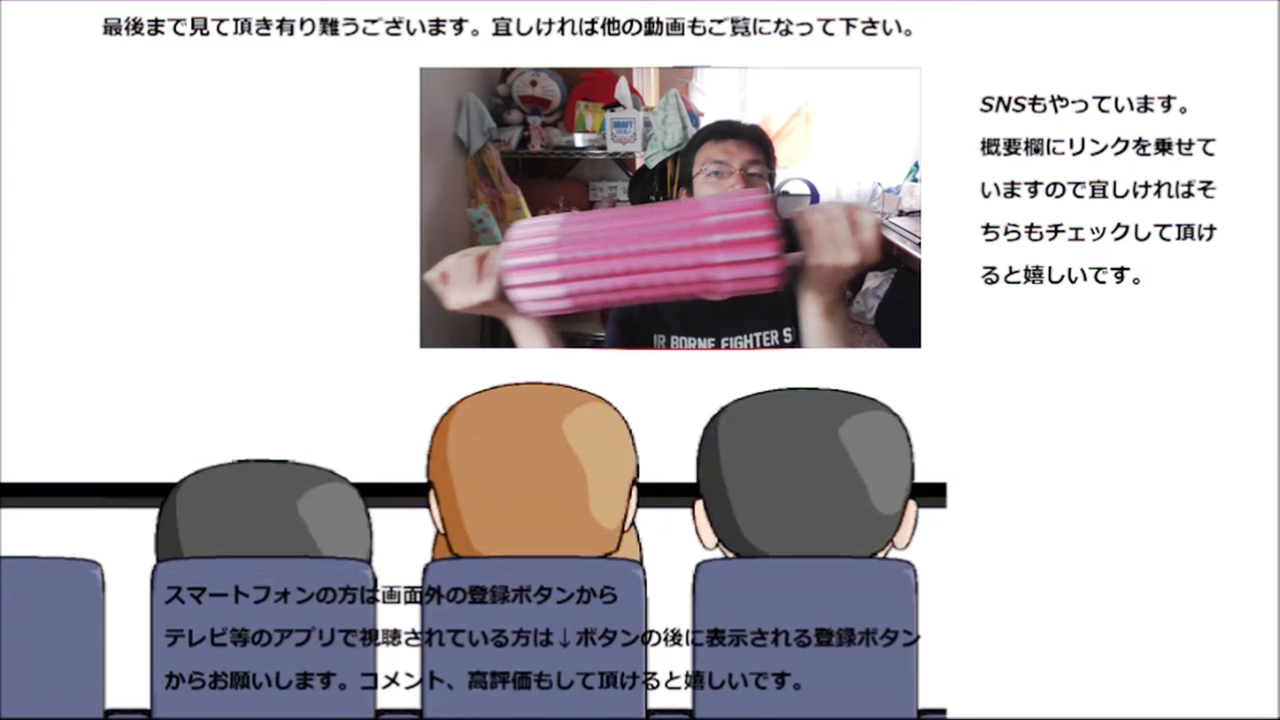 最後まで見て頂き有り難うございます。宜しければ他の動画もご覧になって下さい。
SNSもやっています。
概要欄にリンクを乗せて
いますので宜しければそ
ちらもチェックして頂け
ると嬉しいです。
DRAFT
IR BORNE FIGHTER S
スマートフォンの方は画面外の登録ボタンから
テレビ等のアプリで視聴されている方は↓ボタンの後に表示される登録ボタン
からお願いします。コメント、高評価もして頂けると嬉しいです。